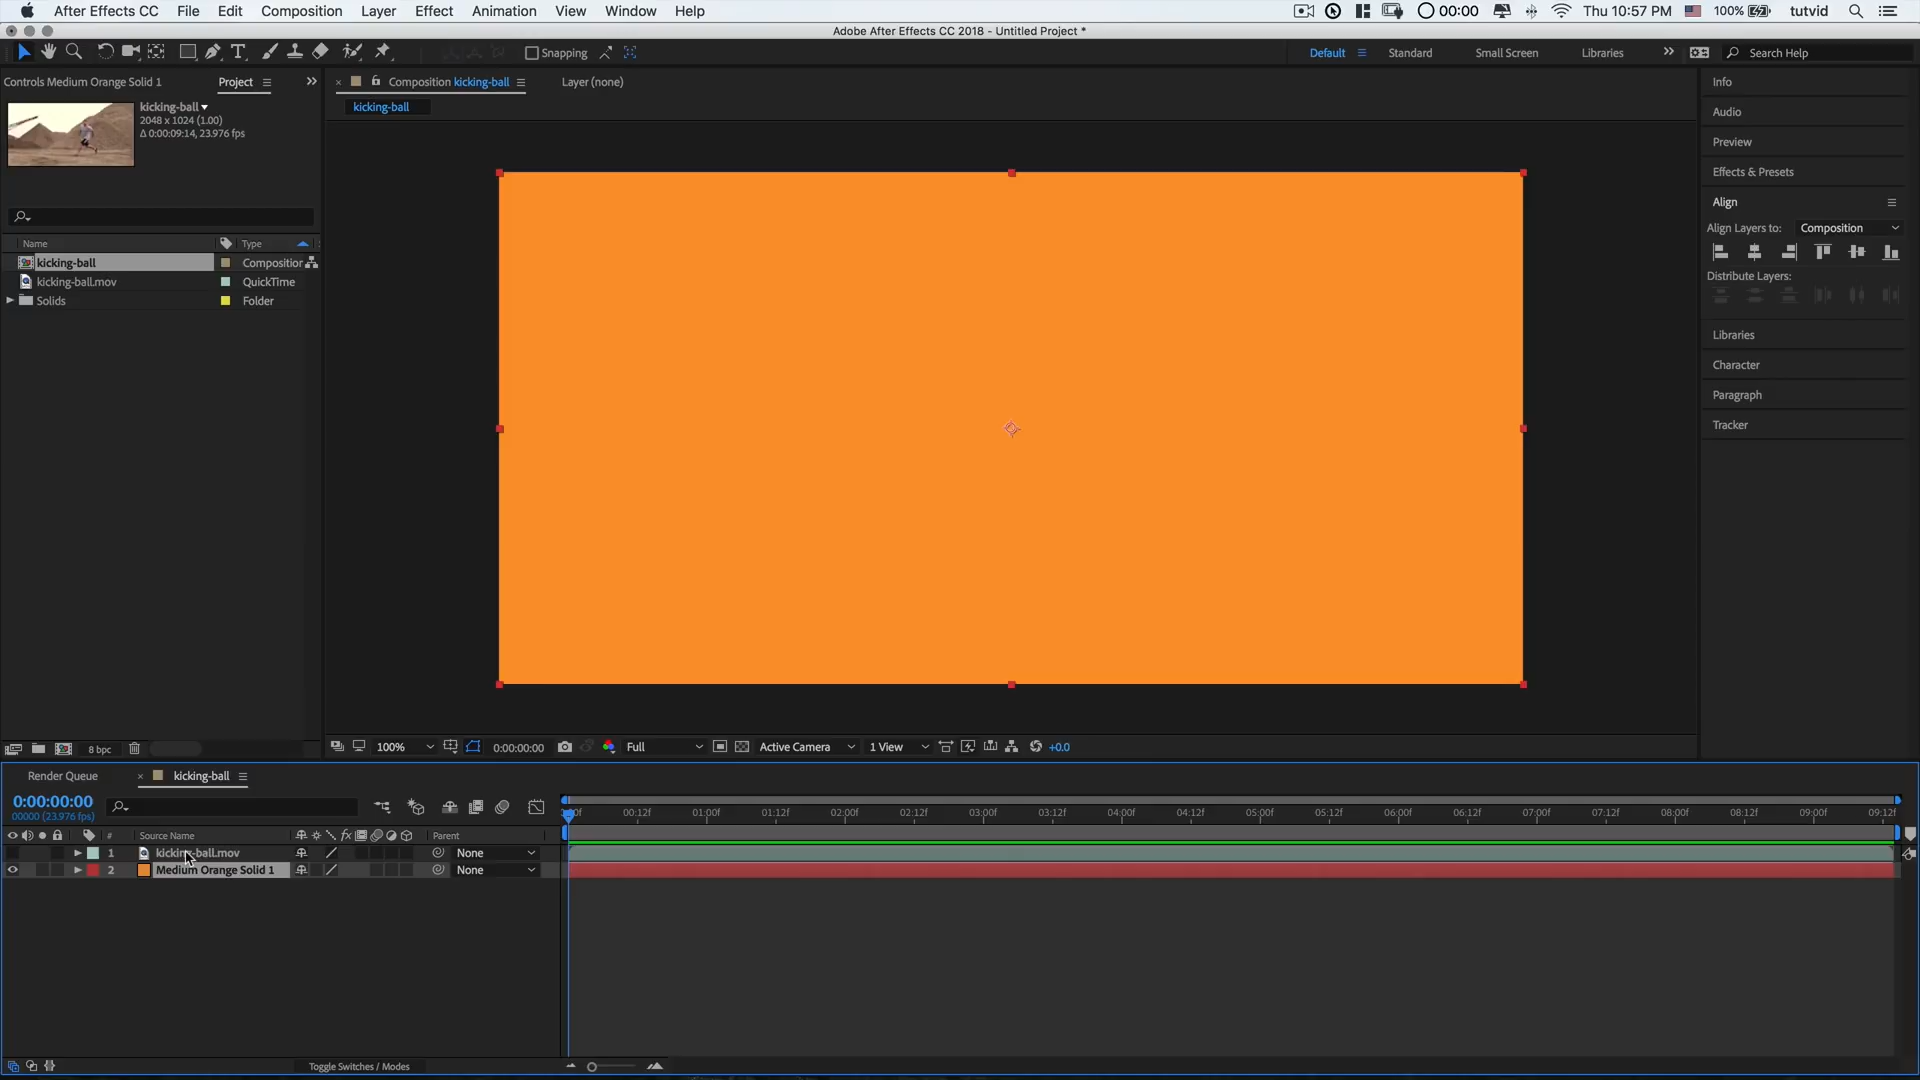 After Effects CC File Edit Composition Layer Effect Animation View Window Help 00:00 Thu 10:57 PM 100% tutvid
Adobe After Effects CC 2018 - Untitled Project *
Snapping Default Standard Small Screen Libraries Search Help
Controls Medium Orange Solid 1 Project Composition kicking-ball Layer (none) Info
kicking-ball
2048 x 1024 (1.00)
Δ 0:00:09:14, 23.976 fps
kicking-ball
Audio
Preview
Effects & Presets
Align
Align Layers to: Composition
Distribute Layers:
Libraries
Character
Paragraph
Tracker
Name Type
kicking-ball Composition
kicking-ball.mov QuickTime
Solids Folder
8 bpc 100% 0:00:00:00 Full Active Camera 1 View +0.0
Render Queue kicking-ball
0:00:00:00
00000 (23.976 fps)
00:12f 01:00f 01:12f 02:00f 02:12f 03:00f 03:12f 04:00f 04:12f 05:00f 05:12f 06:00f 06:12f 07:00f 07:12f 08:00f 08:12f 09:00f 09:12f
# Source Name fx Parent
1 kicking-ball.mov None
2 Medium Orange Solid 1 None
Toggle Switches / Modes